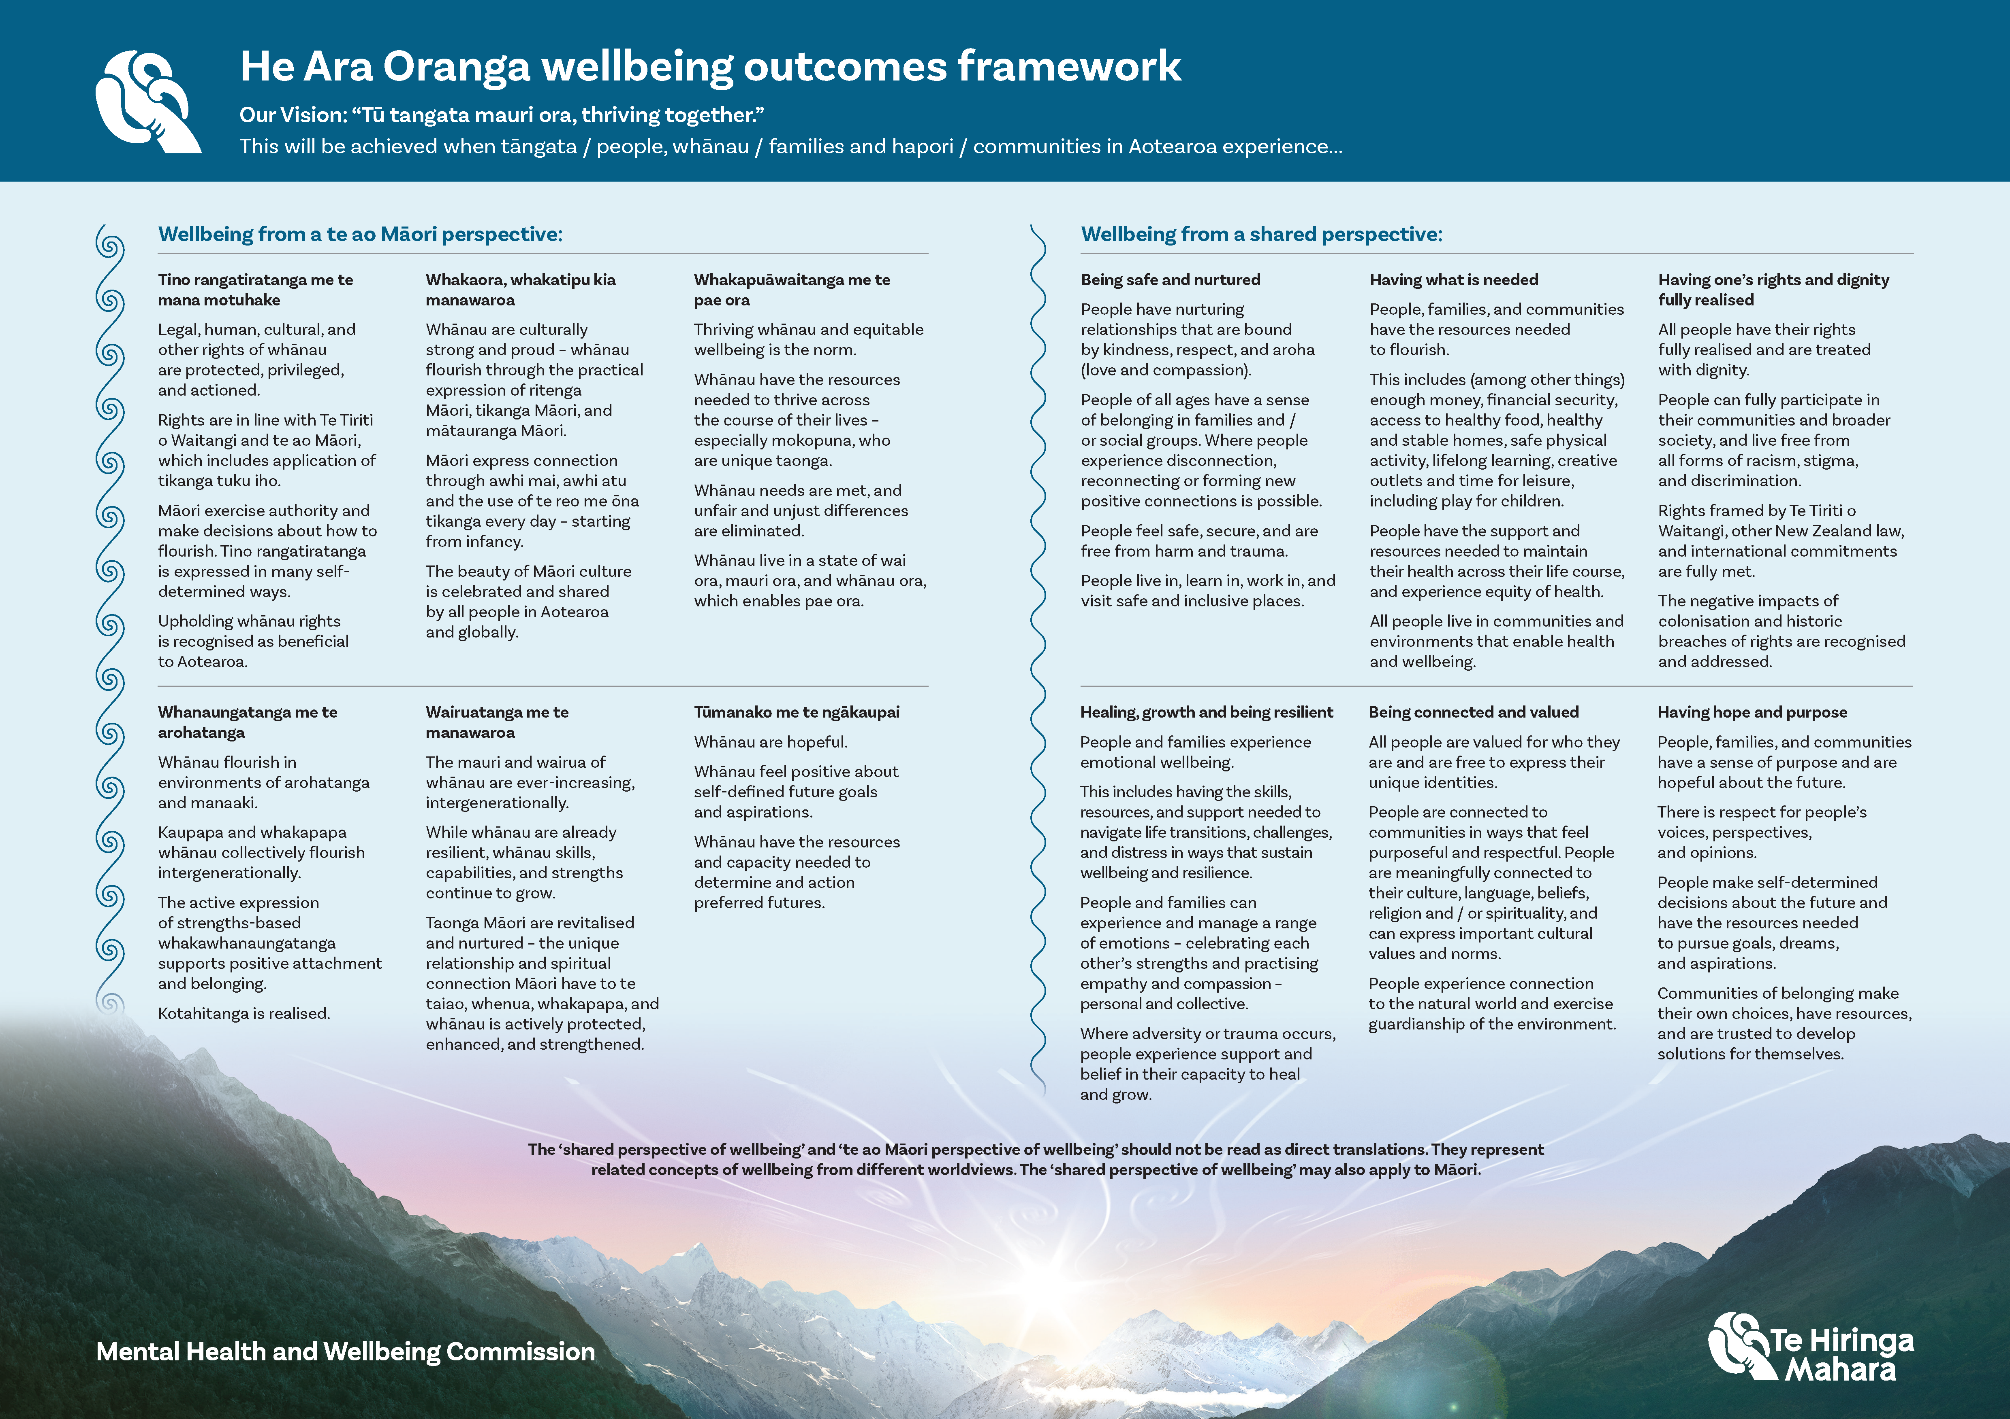 He Ara Oranga wellbeing outcomes framework
Our Vision: “Tū tangata mauri ora, thriving together.”
This will be achieved when tāngata / people, whānau / families and hapori / communities in Aotearoa experience...
Wellbeing from a te ao Māori perspective:
Tino rangatiratanga me te
mana motuhake
Legal, human, cultural, and
other rights of whānau
are protected, privileged,
and actioned.
Rights are in line with Te Tiriti
o Waitangi and te ao Māori,
which includes application of
tikanga tuku iho.
Māori exercise authority and
make decisions about how to
flourish. Tino rangatiratanga
is expressed in many self-
determined ways.
Upholding whānau rights
is recognised as beneficial
to Aotearoa.
Whakaora, whakatipu kia
manawaroa
Whānau are culturally
strong and proud – whānau
flourish through the practical
expression of ritenga
Māori, tikanga Māori, and
mātauranga Māori.
Māori express connection
through awhi mai, awhi atu
and the use of te reo me ōna
tikanga every day – starting
from infancy.
The beauty of Māori culture
is celebrated and shared
by all people in Aotearoa
and globally.
Whakapuāwaitanga me te
pae ora
Thriving whānau and equitable
wellbeing is the norm.
Whānau have the resources
needed to thrive across
the course of their lives –
especially mokopuna, who
are unique taonga.
Whānau needs are met, and
unfair and unjust differences
are eliminated.
Whānau live in a state of wai
ora, mauri ora, and whānau ora,
which enables pae ora.
Whanaungatanga me te
arohatanga
Whānau flourish in
environments of arohatanga
and manaaki.
Kaupapa and whakapapa
whānau collectively flourish
intergenerationally.
The active expression
of strengths-based
whakawhanaungatanga
supports positive attachment
and belonging.
Kotahitanga is realised.
Wairuatanga me te
manawaroa
The mauri and wairua of
whānau are ever-increasing,
intergenerationally.
While whānau are already
resilient, whānau skills,
capabilities, and strengths
continue to grow.
Taonga Māori are revitalised
and nurtured – the unique
relationship and spiritual
connection Māori have to te
taiao, whenua, whakapapa, and
whānau is actively protected,
enhanced, and strengthened.
Tūmanako me te ngākaupai
Whānau are hopeful.
Whānau feel positive about
self-defined future goals
and aspirations.
Whānau have the resources
and capacity needed to
determine and action
preferred futures.
Wellbeing from a shared perspective:
Being safe and nurtured
People have nurturing
relationships that are bound
by kindness, respect, and aroha
(love and compassion).
People of all ages have a sense
of belonging in families and /
or social groups. Where people
experience disconnection,
reconnecting or forming new
positive connections is possible.
People feel safe, secure, and are
free from harm and trauma.
People live in, learn in, work in, and
visit safe and inclusive places.
Having what is needed
People, families, and communities
have the resources needed
to flourish.
This includes (among other things)
enough money, financial security,
access to healthy food, healthy
and stable homes, safe physical
activity, lifelong learning, creative
outlets and time for leisure,
including play for children.
People have the support and
resources needed to maintain
their health across their life course,
and experience equity of health.
All people live in communities and
environments that enable health
and wellbeing.
Having one’s rights and dignity
fully realised
All people have their rights
fully realised and are treated
with dignity.
People can fully participate in
their communities and broader
society, and live free from
all forms of racism, stigma,
and discrimination.
Rights framed by Te Tiriti o
Waitangi, other New Zealand law,
and international commitments
are fully met.
The negative impacts of
colonisation and historic
breaches of rights are recognised
and addressed.
Healing, growth and being resilient
People and families experience
emotional wellbeing.
This includes having the skills,
resources, and support needed to
navigate life transitions, challenges,
and distress in ways that sustain
wellbeing and resilience.
People and families can
experience and manage a range
of emotions – celebrating each
other’s strengths and practising
empathy and compassion –
personal and collective.
Where adversity or trauma occurs,
people experience support and
belief in their capacity to heal
and grow.
Being connected and valued
All people are valued for who they
are and are free to express their
unique identities.
People are connected to
communities in ways that feel
purposeful and respectful. People
are meaningfully connected to
their culture, language, beliefs,
religion and / or spirituality, and
can express important cultural
values and norms.
People experience connection
to the natural world and exercise
guardianship of the environment.
Having hope and purpose
People, families, and communities
have a sense of purpose and are
hopeful about the future.
There is respect for people’s
voices, perspectives,
and opinions.
People make self-determined
decisions about the future and
have the resources needed
to pursue goals, dreams,
and aspirations.
Communities of belonging make
their own choices, have resources,
and are trusted to develop
solutions for themselves.
The ‘shared perspective of wellbeing’ and ‘te ao Māori perspective of wellbeing’ should not be read as direct translations. They represent
related concepts of wellbeing from different worldviews. The ‘shared perspective of wellbeing’ may also apply to Māori.
Mental Health and Wellbeing Commission
Te Hiringa
Mahara